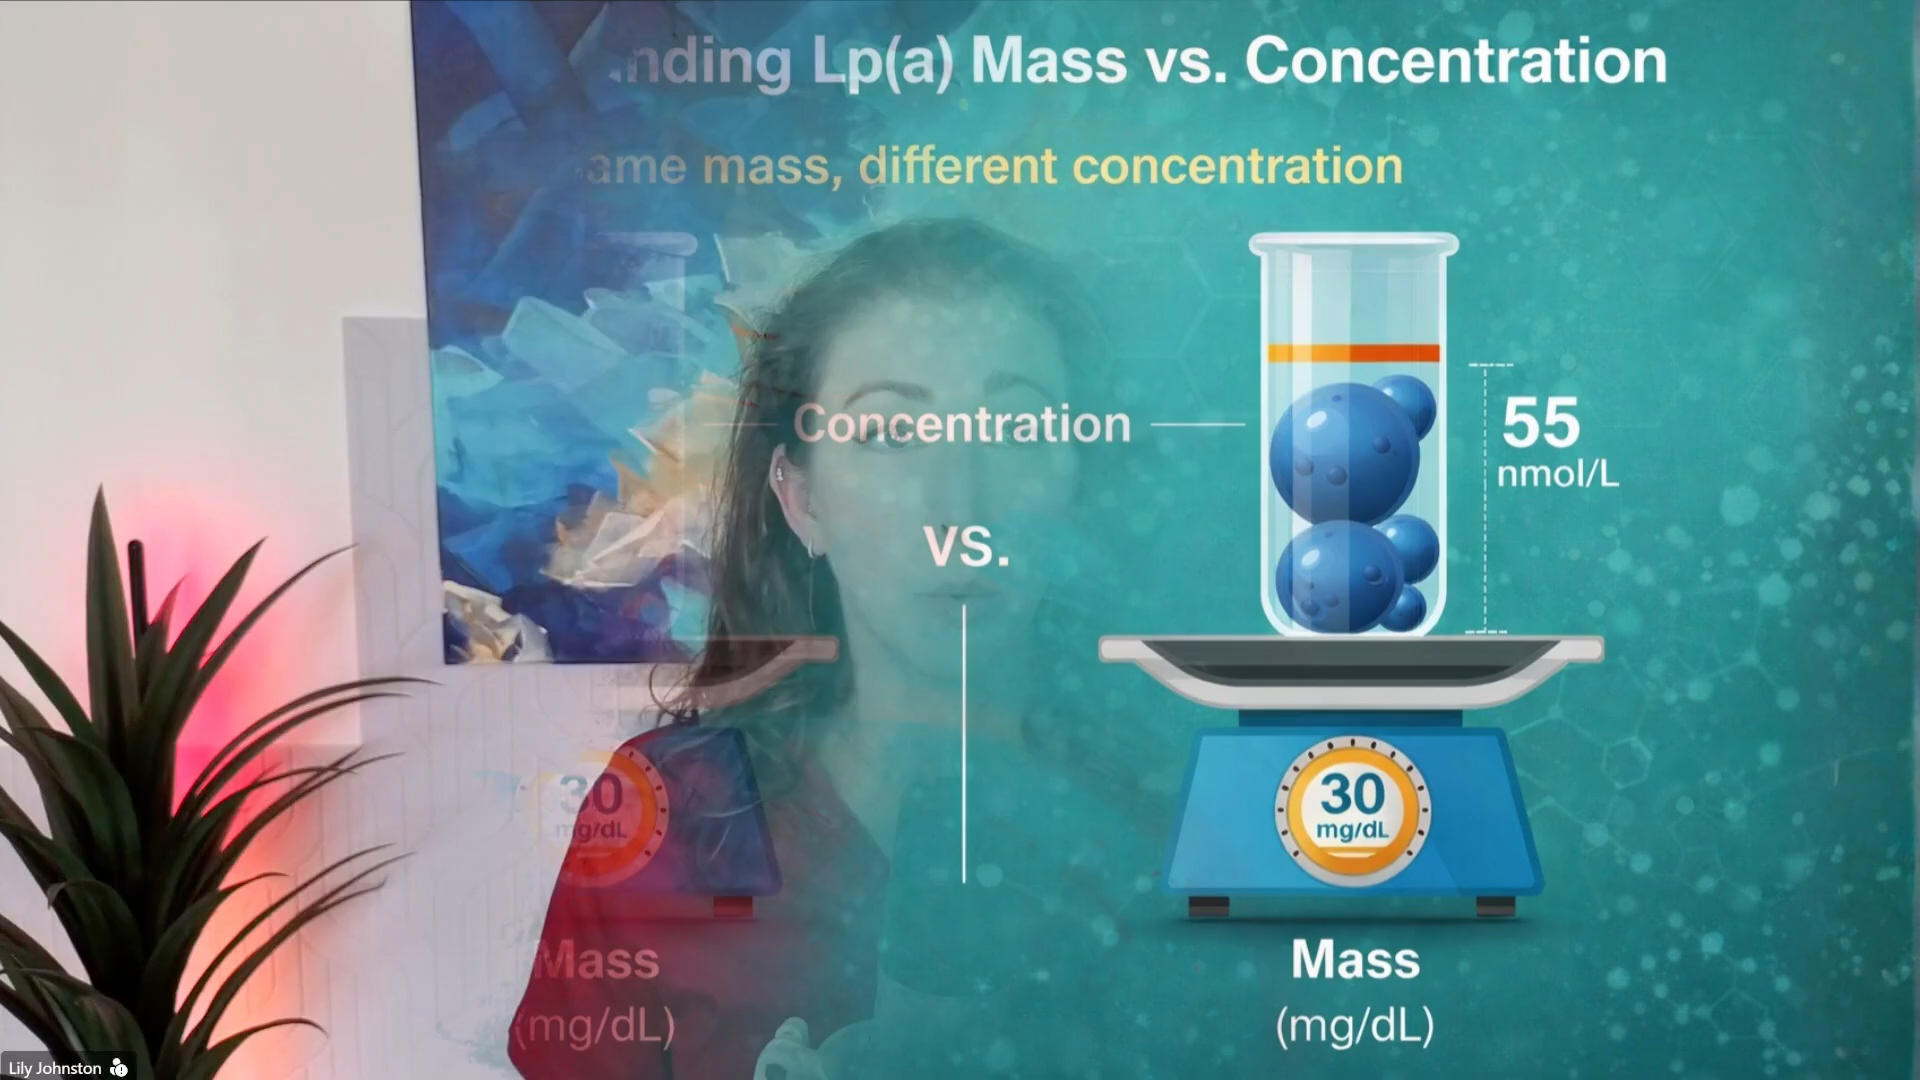 nding Lp(a) Mass vs. Concentration
ame mass, different concentration
Concentration
55
nmol/L
vs.
30
mg/dL
30
mg/dL
Mass
(mg/dL)
Mass
(mg/dL)
Lily Johnston